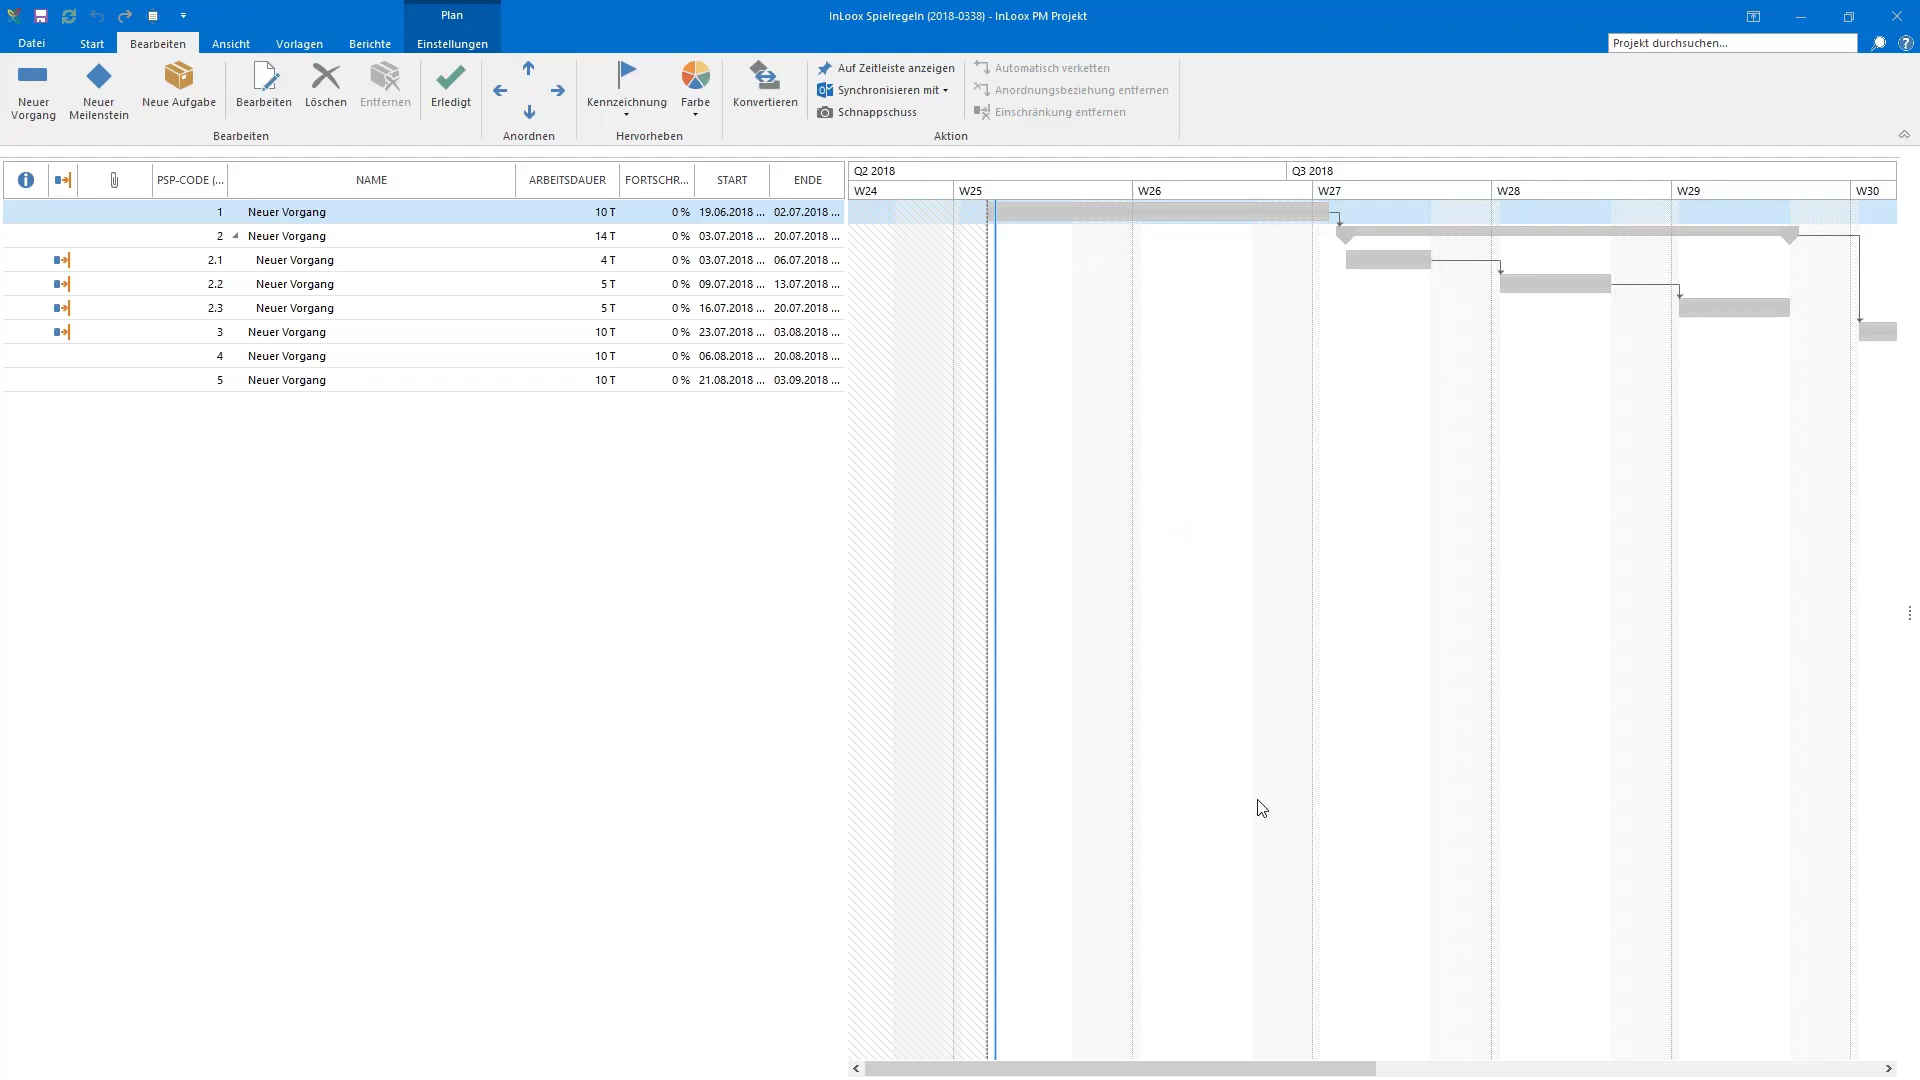 Plan
InLoox Spielregeln (2018-0338) - InLoox PM Projekt
Datei Start Bearbeiten Ansicht Vorlagen Berichte Einstellungen
Projekt durchsuchen...
Neuer Vorgang
Neuer Meilenstein
Neue Aufgabe
Bearbeiten
Löschen
Entfernen
Erledigt
Kennzeichnung
Farbe
Konvertieren
Auf Zeitleiste anzeigen
Synchronisieren mit
Schnappschuss
Automatisch verketten
Anordnungsbeziehung entfernen
Einschränkung entfernen
Bearbeiten
Anordnen
Hervorheben
Aktion
PSP-CODE (... NAME ARBEITSDAUER FORTSCHR... START ENDE
Q2 2018 Q3 2018
W24 W25 W26 W27 W28 W29 W30
1 Neuer Vorgang 10 T 0 % 19.06.2018 ... 02.07.2018 ...
2 Neuer Vorgang 14 T 0 % 03.07.2018 ... 20.07.2018 ...
2.1 Neuer Vorgang 4 T 0 % 03.07.2018 ... 06.07.2018 ...
2.2 Neuer Vorgang 5 T 0 % 09.07.2018 ... 13.07.2018 ...
2.3 Neuer Vorgang 5 T 0 % 16.07.2018 ... 20.07.2018 ...
3 Neuer Vorgang 10 T 0 % 23.07.2018 ... 03.08.2018 ...
4 Neuer Vorgang 10 T 0 % 06.08.2018 ... 20.08.2018 ...
5 Neuer Vorgang 10 T 0 % 21.08.2018 ... 03.09.2018 ...